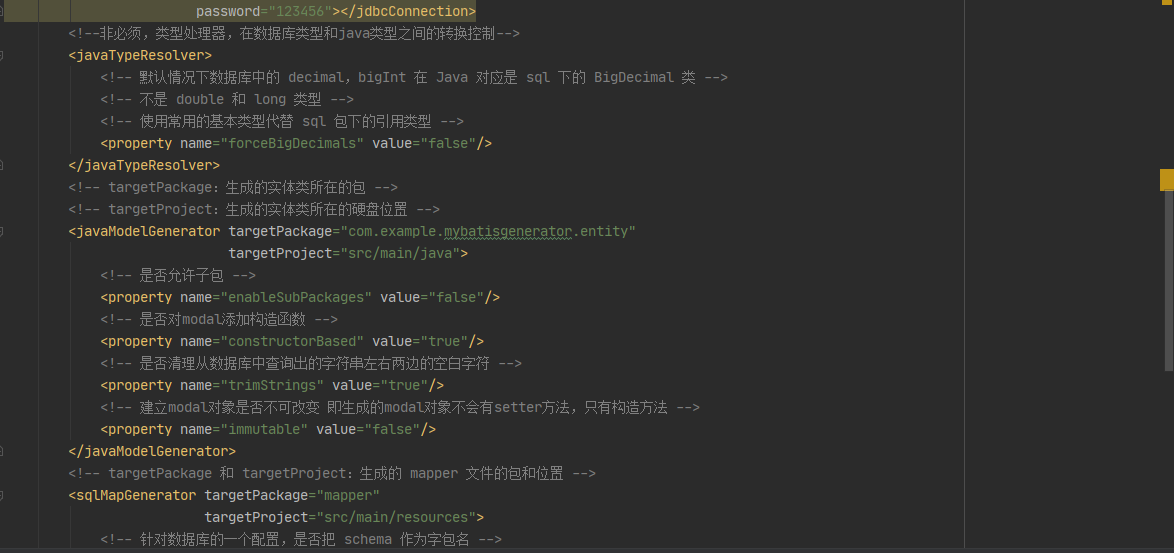 password="123456"></jdbcConnection>
<!--非必须，类型处理器，在数据库类型和java类型之间的转换控制-->
<javaTypeResolver>
<!-- 默认情况下数据库中的 decimal，bigInt 在 Java 对应是 sql 下的 BigDecimal 类 -->
<!-- 不是 double 和 long 类型 -->
<!-- 使用常用的基本类型代替 sql 包下的引用类型 -->
<property name="forceBigDecimals" value="false"/>
</javaTypeResolver>
<!-- targetPackage：生成的实体类所在的包 -->
<!-- targetProject：生成的实体类所在的硬盘位置 -->
<javaModelGenerator targetPackage="com.example.mybatisgenerator.entity"
targetProject="src/main/java">
<!-- 是否允许子包 -->
<property name="enableSubPackages" value="false"/>
<!-- 是否对modal添加构造函数 -->
<property name="constructorBased" value="true"/>
<!-- 是否清理从数据库中查询出的字符串左右两边的空白字符 -->
<property name="trimStrings" value="true"/>
<!-- 建立modal对象是否不可改变 即生成的modal对象不会有setter方法，只有构造方法 -->
<property name="immutable" value="false"/>
</javaModelGenerator>
<!-- targetPackage 和 targetProject：生成的 mapper 文件的包和位置 -->
<sqlMapGenerator targetPackage="mapper"
targetProject="src/main/resources">
<!-- 针对数据库的一个配置，是否把 schema 作为字包名 -->